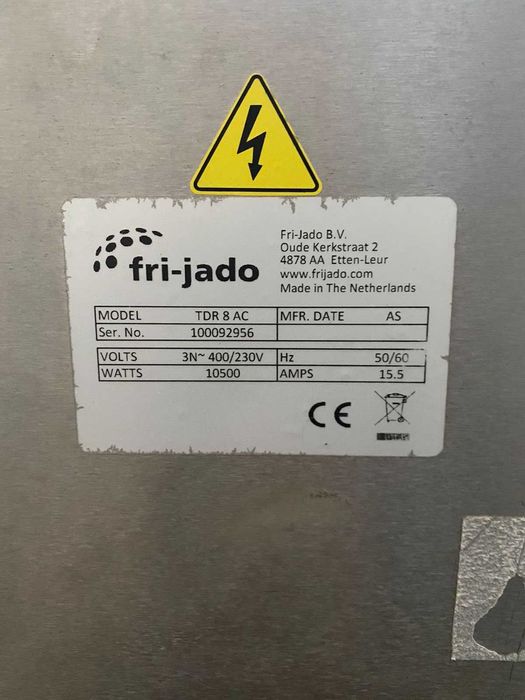 fri-jado
Fri-Jado B.V.
Oude Kerkstraat 2
4878 AA Etten-Leur
www.frijado.com
Made in The Netherlands
MODEL TDR 8 AC MFR. DATE AS
Ser. No. 100092956
VOLTS 3N~ 400/230V Hz 50/60
WATTS 10500 AMPS 15.5
CE